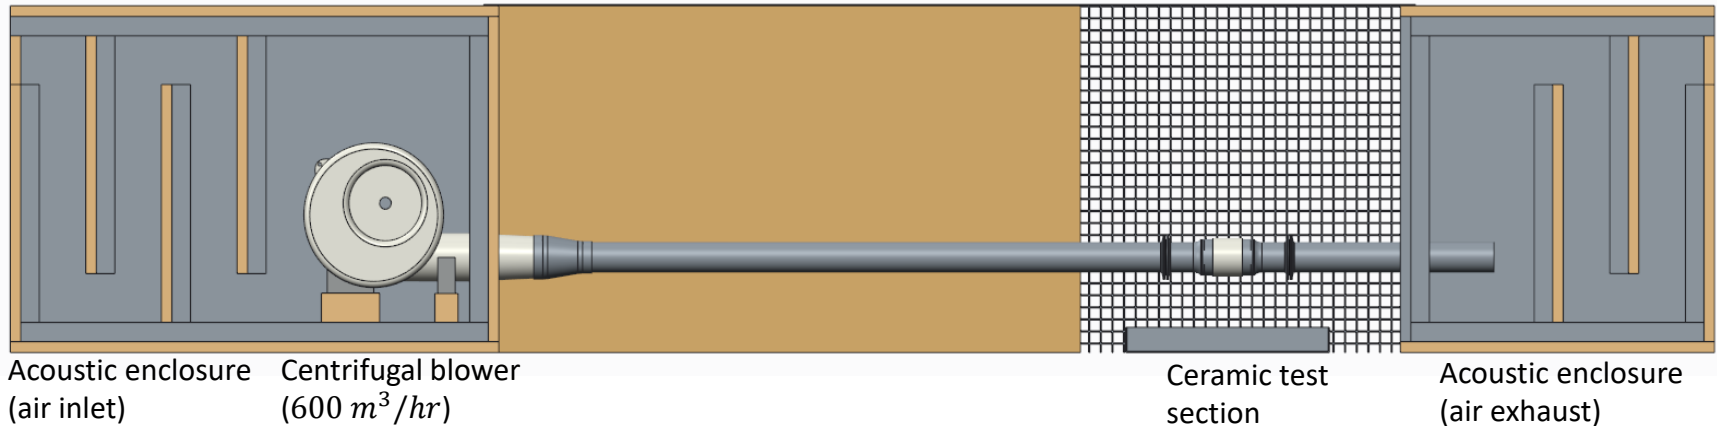 Acoustic enclosure
(air inlet)
Centrifugal blower
(600 m³/hr)
Ceramic test
section
Acoustic enclosure
(air exhaust)